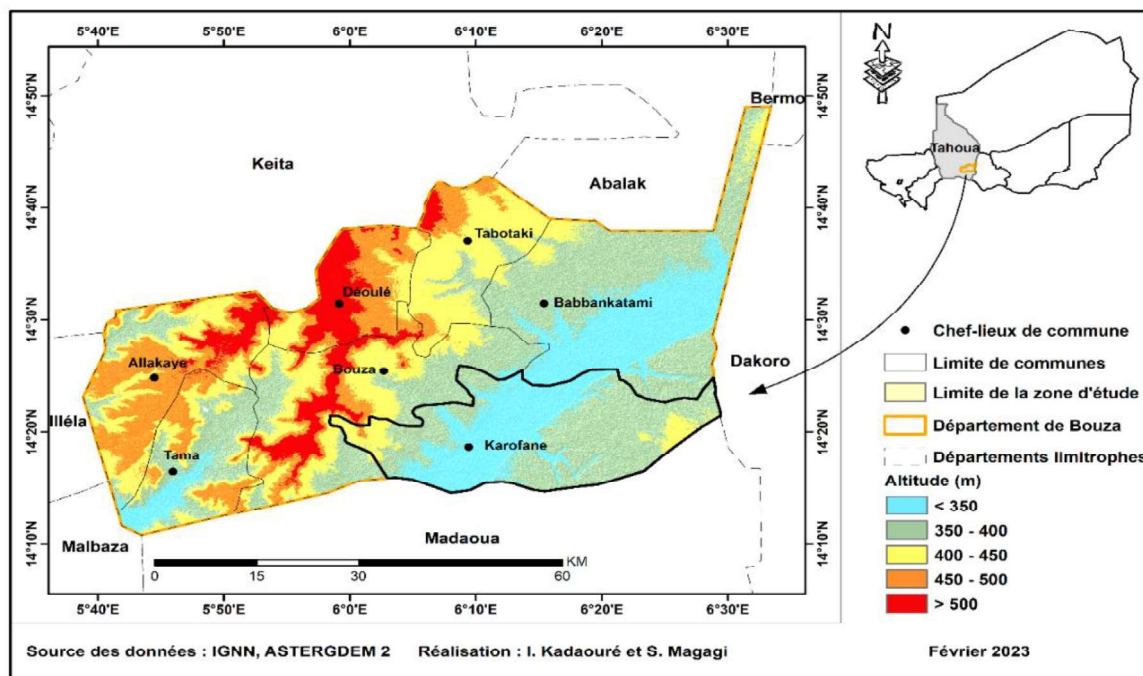 5°40'E 5°50'E 6°0'E 6°10'E 6°20'E 6°30'E
14°50'N
14°40'N
14°30'N
14°20'N
14°10'N
Bermo
Keita
Abalak
Tabotaki
Déoulé
Babbankatami
Allakaye
Bouza
Dakoro
Illéla
Karofane
Tama
Malbaza
Madaoua
0 15 30 60 KM
5°40'E 5°50'E 6°0'E 6°10'E 6°20'E 6°30'E
14°50'N
14°40'N
14°30'N
14°20'N
14°10'N
N
Tahoua
Chef-lieux de commune
Limite de communes
Limite de la zone d'étude
Département de Bouza
Départements limitrophes
Altitude (m)
< 350
350 - 400
400 - 450
450 - 500
> 500
Source des données : IGNN, ASTERGDEM 2 Réalisation : I. Kadaouré et S. Magagi Février 2023